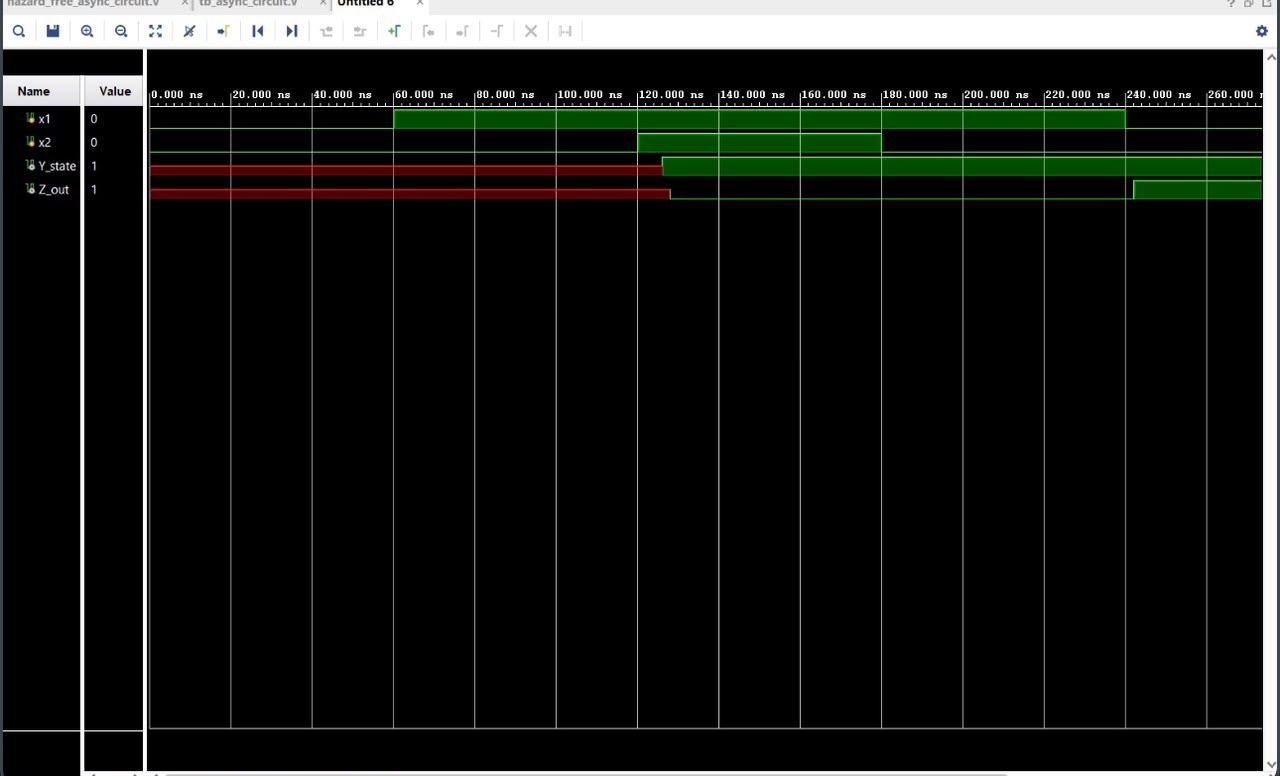 hazard_free_async_circuit.v × tb_async_circuit.v × Untitled 6 ×
Name Value
0.000 ns 20.000 ns 40.000 ns 60.000 ns 80.000 ns 100.000 ns 120.000 ns 140.000 ns 160.000 ns 180.000 ns 200.000 ns 220.000 ns 240.000 ns 260.000
x1 0
x2 0
Y_state 1
Z_out 1